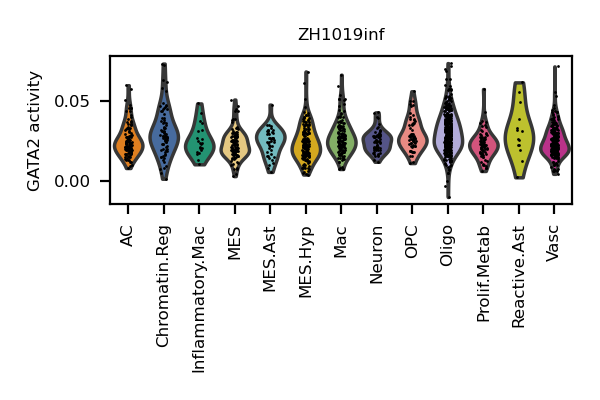 ZH1019inf
GATA2 activity
0.05
0.00
AC
Chromatin.Reg
Inflammatory.Mac
MES
MES.Ast
MES.Hyp
Mac
Neuron
OPC
Oligo
Prolif.Metab
Reactive.Ast
Vasc